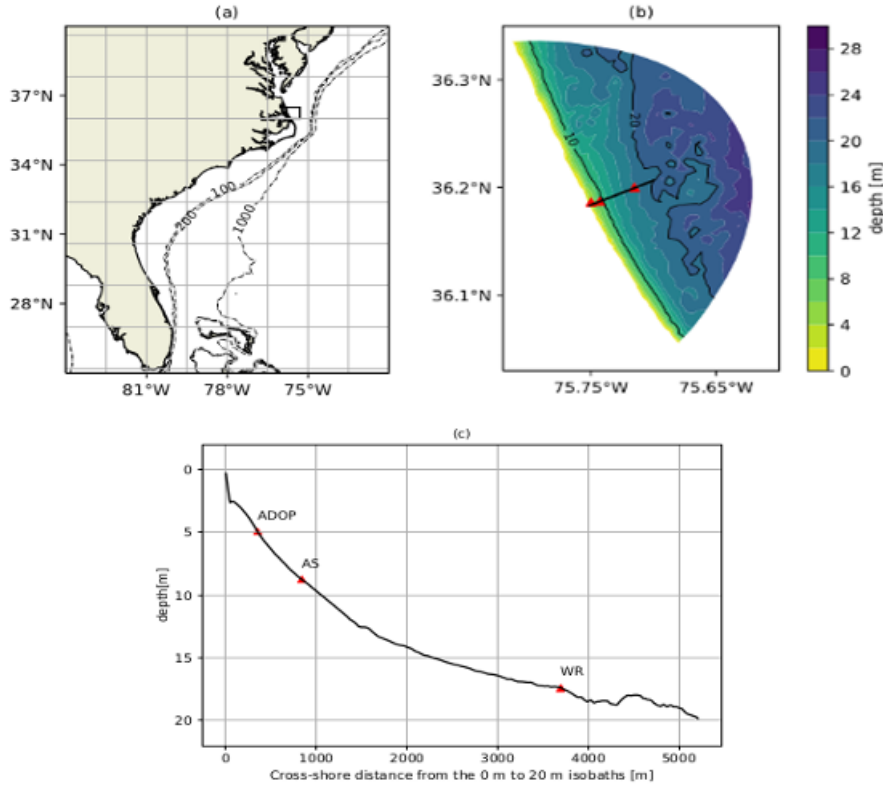 (a)
37°N
34°N
31°N
28°N
100
200
1000
81°W 78°W 75°W
(b)
36.3°N
36.2°N
36.1°N
10
20
75.75°W 75.65°W
28
24
20
16
12
8
4
0
depth [m]
(c)
0
5
10
15
20
depth[m]
ADOP
AS
WR
0 1000 2000 3000 4000 5000
Cross-shore distance from the 0 m to 20 m isobaths [m]